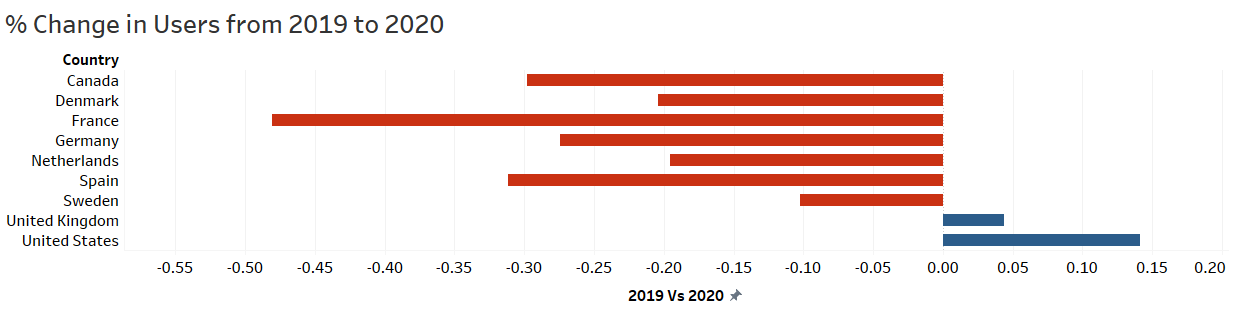 % Change in Users from 2019 to 2020
Country
Canada
Denmark
France
Germany
Netherlands
Spain
Sweden
United Kingdom
United States
-0.55 -0.50 -0.45 -0.40 -0.35 -0.30 -0.25 -0.20 -0.15 -0.10 -0.05 0.00 0.05 0.10 0.15 0.20
2019 Vs 2020